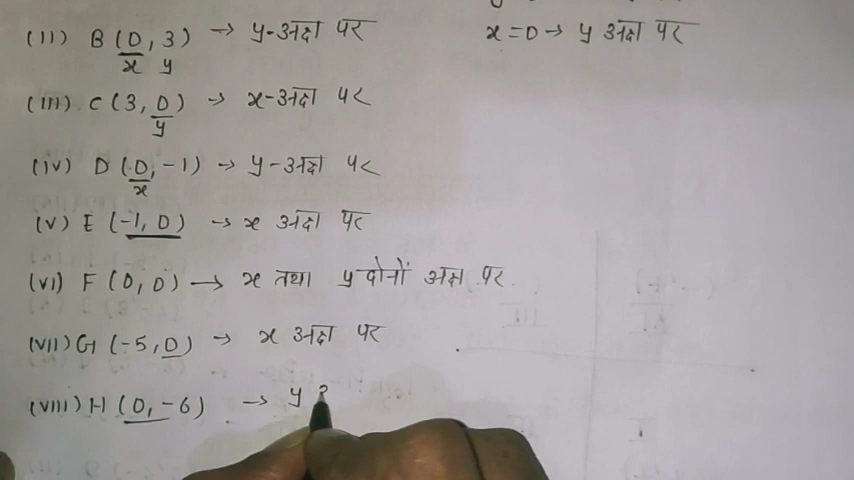 (ii) B (0, 3) → y-अक्ष पर
x y
x = 0 → y अक्ष पर
(iii) C (3, 0) → x-अक्ष पर
y
(iv) D (0, -1) → y-अक्ष पर
x
(v) E (-1, 0) → x अक्ष पर
(vi) F (0, 0) → x तथा y दोनों अक्ष पर
(vii) G (-5, 0) → x अक्ष पर
(viii) H (0, -6) → y